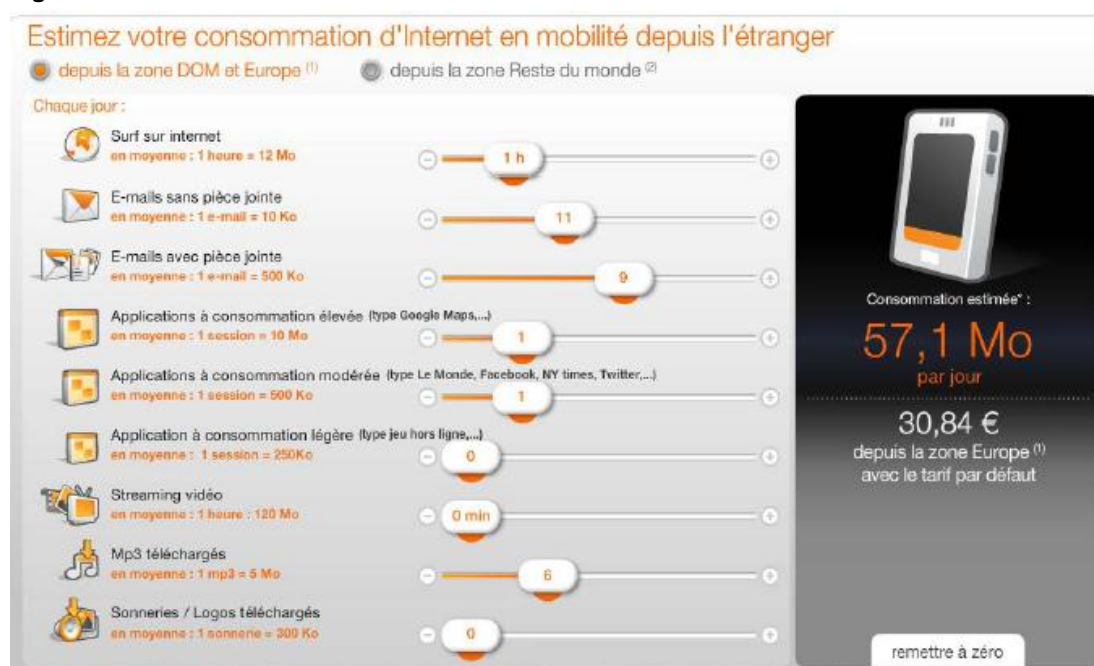 Estimez votre consommation d'Internet en mobilité depuis l'étranger
depuis la zone DOM et Europe (1) depuis la zone Reste du monde (2)
Chaque jour :
Surf sur internet
en moyenne : 1 heure = 12 Mo
1 h
E-mails sans pièce jointe
en moyenne : 1 e-mail = 10 Ko
11
E-mails avec pièce jointe
en moyenne : 1 e-mail = 500 Ko
9
Applications à consommation élevée (type Google Maps,...)
en moyenne : 1 session = 10 Mo
1
Applications à consommation modérée (type Le Monde, Facebook, NY times, Twitter,...)
en moyenne : 1 session = 500 Ko
1
Application à consommation légère (type jeu hors ligne,...)
en moyenne : 1 session = 250Ko
0
Streaming vidéo
en moyenne : 1 heure : 120 Mo
0 min
Mp3 téléchargés
en moyenne : 1 mp3 = 5 Mo
6
Sonneries / Logos téléchargés
en moyenne : 1 sonnerie = 300 Ko
0
Consommation estimée* :
57,1 Mo
par jour
30,84 €
depuis la zone Europe (1)
avec le tarif par défaut
remettre à zéro